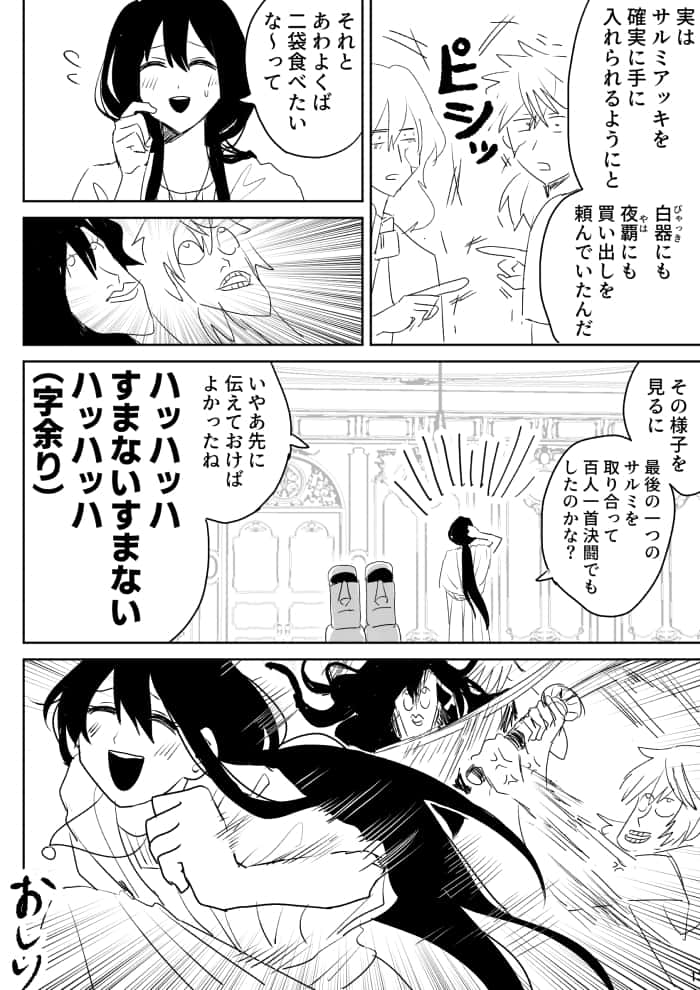 実は
サルミアッキを
確実に手に
入れられるようにと
白器にも
びゃっき
夜覇にも
やは
買い出しを
頼んでいたんだ
ピシッ
それと
あわよくば
二袋食べたい
な〜って
その様子を
見るに
最後の一つの
サルミを
取り合って
百人一首決闘でも
したのかな？
いやあ先に
伝えておけば
よかったね
ハッハッハ
すまないすまない
ハッハッハ
(字余り)
おしり